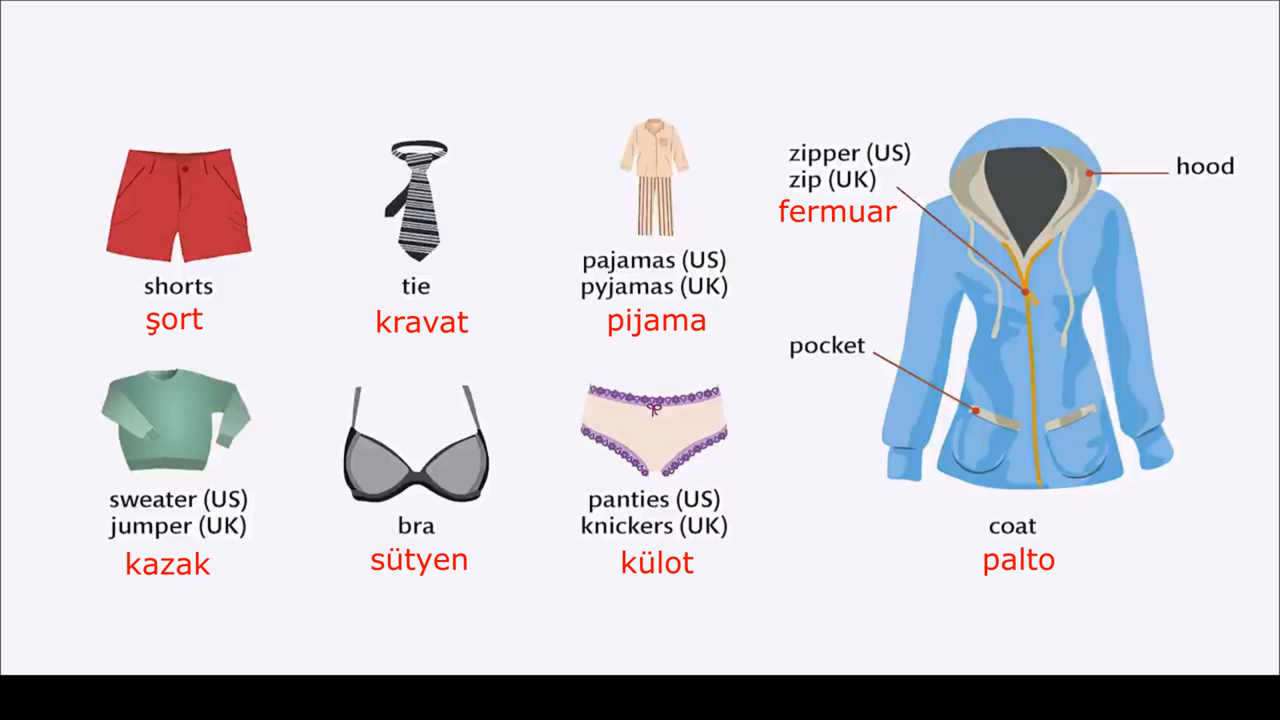 shorts
şort
tie
kravat
pajamas (US)
pyjamas (UK)
pijama
zipper (US)
zip (UK)
fermuar
hood
pocket
sweater (US)
jumper (UK)
kazak
bra
sütyen
panties (US)
knickers (UK)
külot
coat
palto